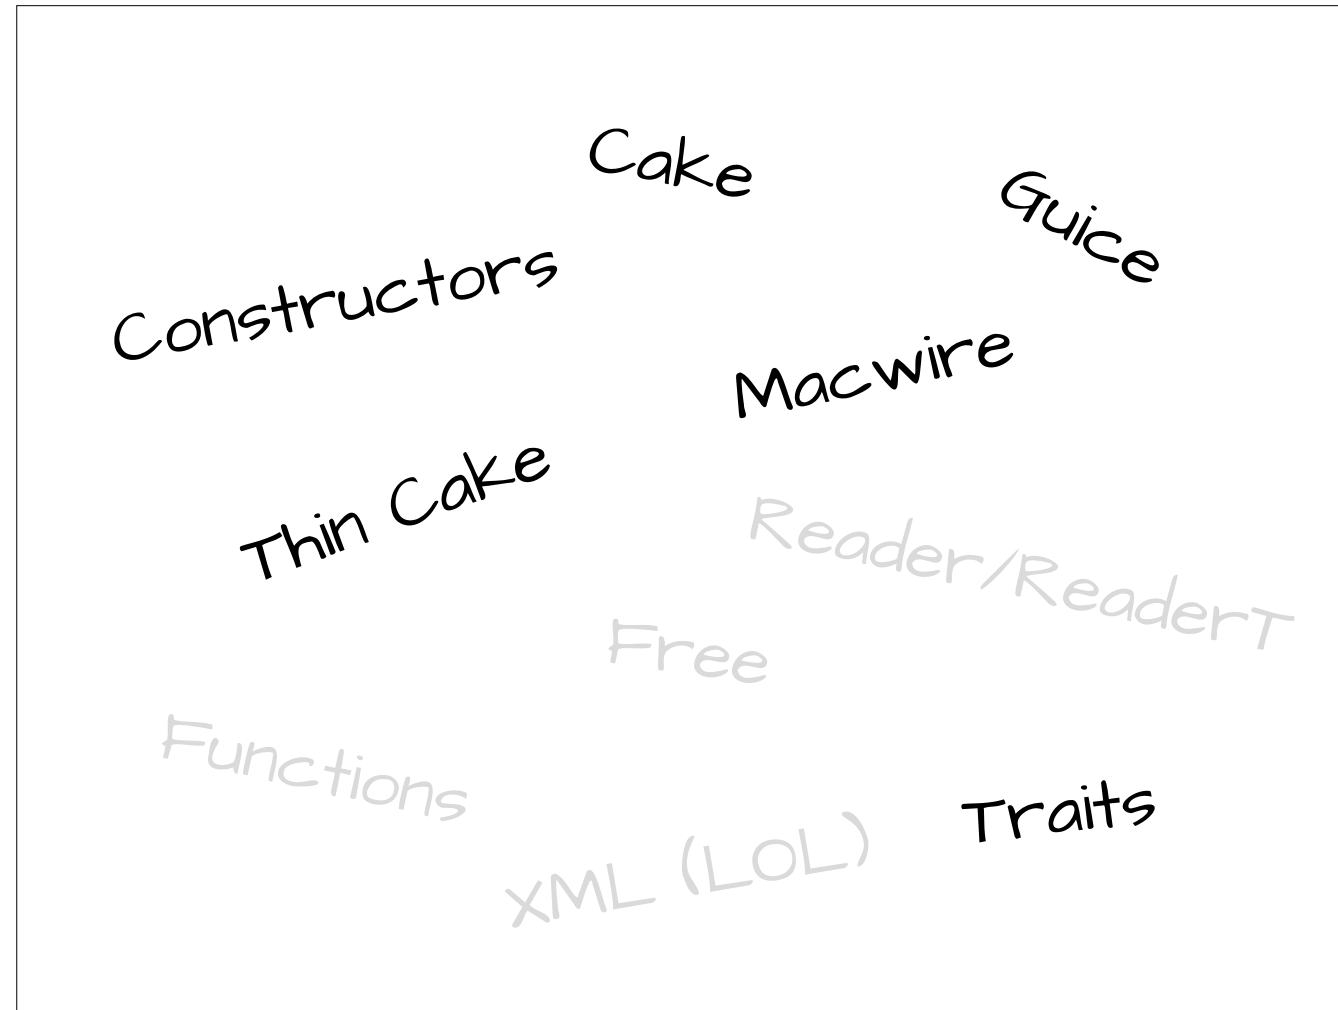 Cake
Guice
Constructors
Macwire
Thin Cake
Reader/ReaderT
Free
Functions
Traits
XML (LOL)